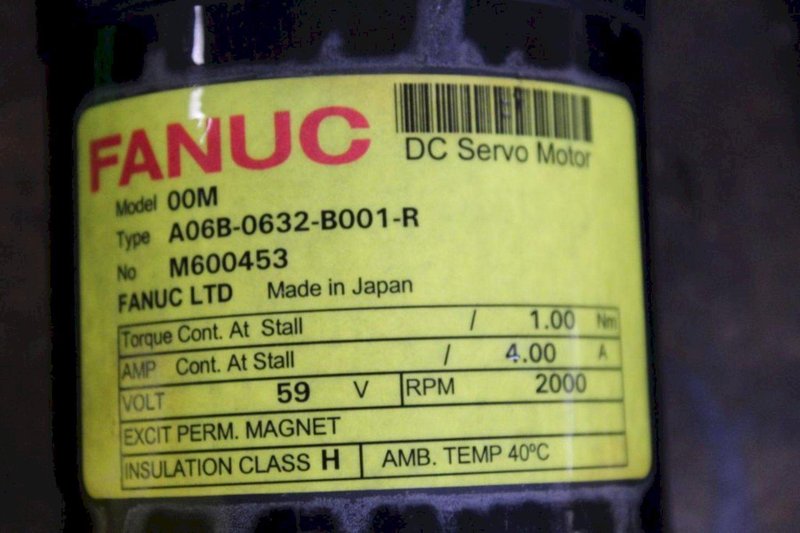 FANUC
DC Servo Motor
Model 00M
Type A06B-0632-B001-R
No M600453
FANUC LTD Made in Japan
Torque Cont. At Stall / 1.00 Nm
AMP Cont. At Stall / 4.00 A
VOLT 59 V RPM 2000
EXCIT PERM. MAGNET
INSULATION CLASS H AMB. TEMP 40ºC